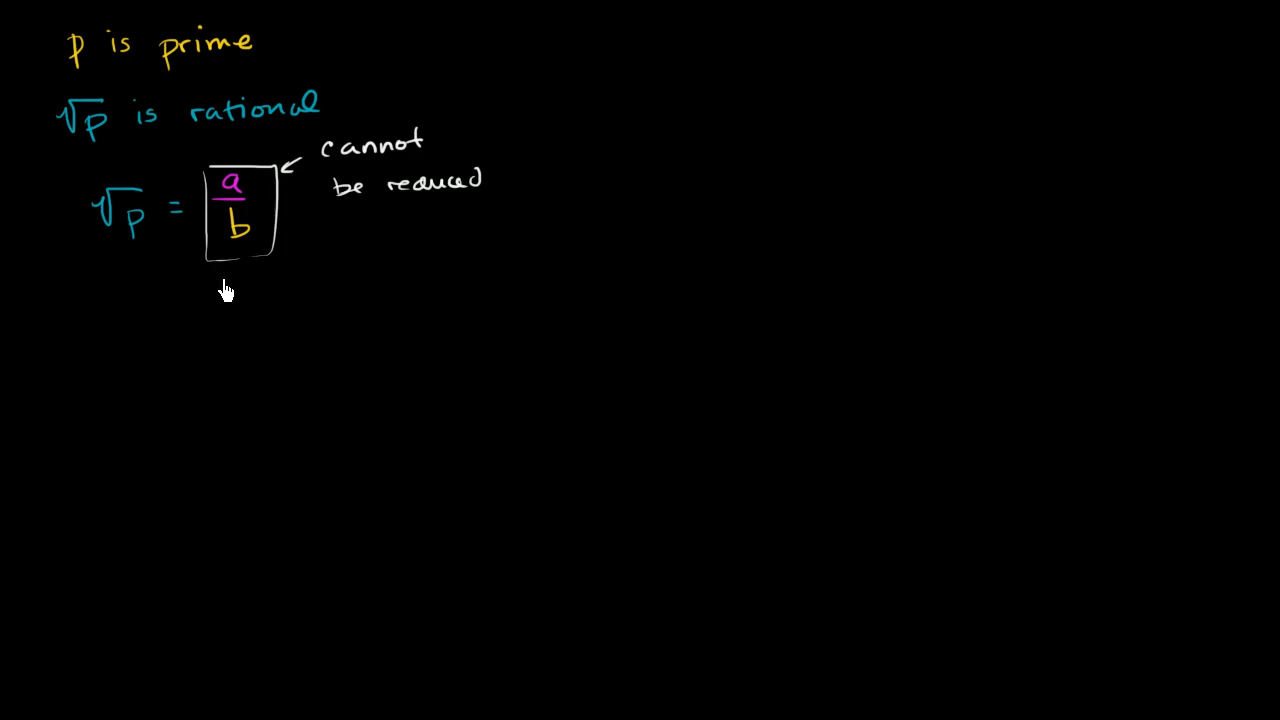 p is prime
√p is rational
cannot
be reduced
√p = a/b